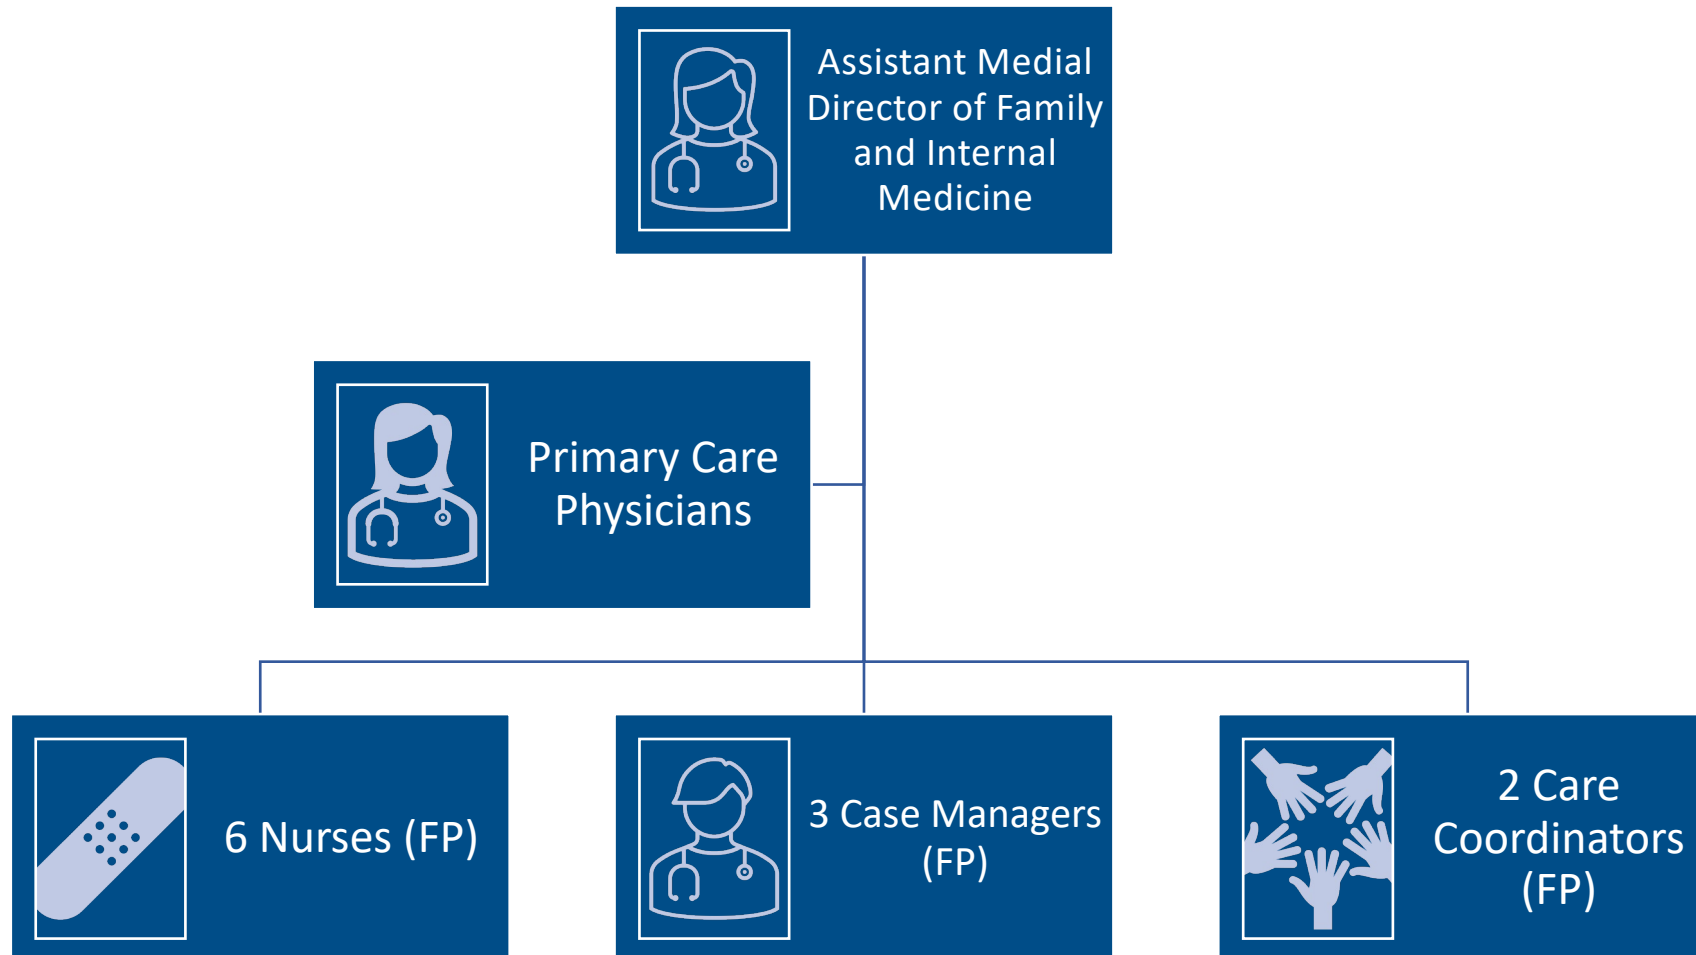 Assistant Medial
Director of Family
and Internal
Medicine
Primary Care
Physicians
6 Nurses (FP)
3 Case Managers
(FP)
2 Care
Coordinators
(FP)